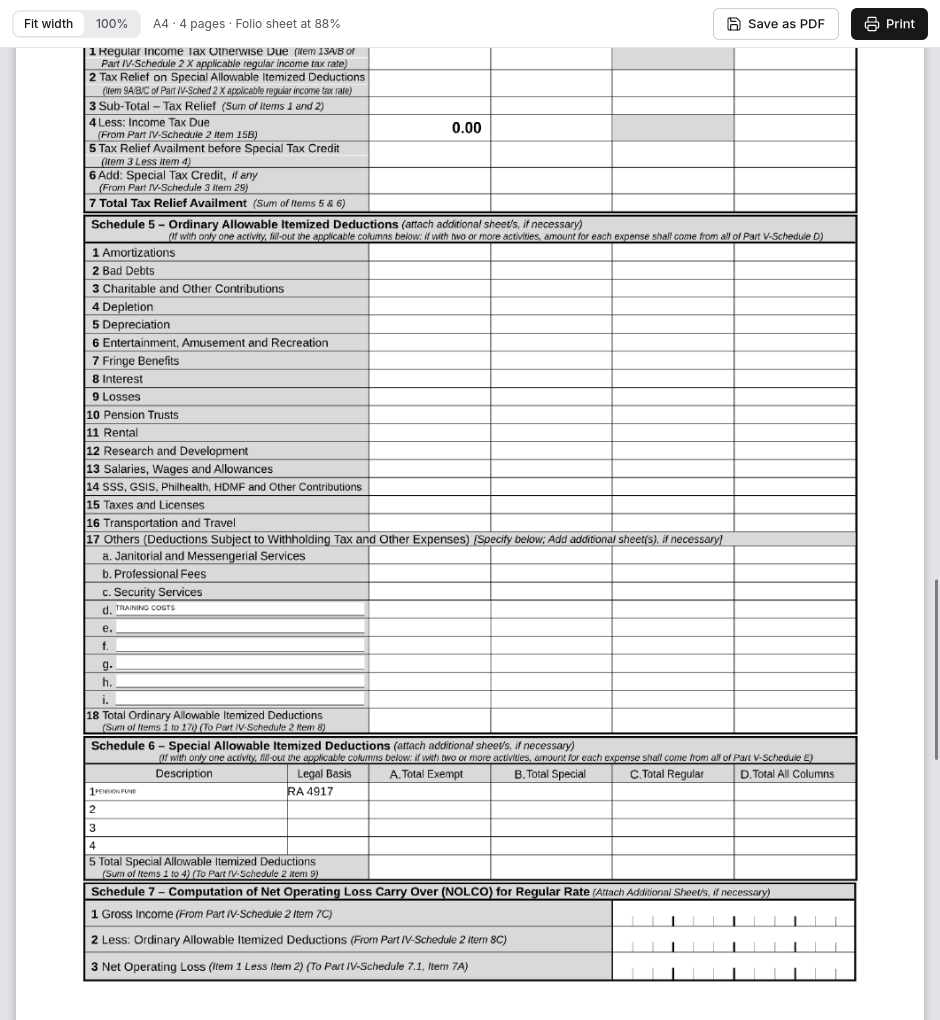 Fit width 100% A4 · 4 pages · Folio sheet at 88% Save as PDF Print
1 Regular Income Tax Otherwise Due (Item 13A/B of
Part IV-Schedule 2 X applicable regular income tax rate)
2 Tax Relief on Special Allowable Itemized Deductions
(Item 9A/B/C of Part IV-Sched 2 X applicable regular income tax rate)
3 Sub-Total – Tax Relief (Sum of Items 1 and 2)
4 Less: Income Tax Due
(From Part IV-Schedule 2 Item 15B)
0.00
5 Tax Relief Availment before Special Tax Credit
(Item 3 Less Item 4)
6 Add: Special Tax Credit, if any
(From Part IV-Schedule 3 Item 29)
7 Total Tax Relief Availment (Sum of Items 5 & 6)
Schedule 5 – Ordinary Allowable Itemized Deductions (attach additional sheet/s, if necessary)
(If with only one activity, fill-out the applicable columns below: if with two or more activities, amount for each expense shall come from all of Part V-Schedule D)
1 Amortizations
2 Bad Debts
3 Charitable and Other Contributions
4 Depletion
5 Depreciation
6 Entertainment, Amusement and Recreation
7 Fringe Benefits
8 Interest
9 Losses
10 Pension Trusts
11 Rental
12 Research and Development
13 Salaries, Wages and Allowances
14 SSS, GSIS, Philhealth, HDMF and Other Contributions
15 Taxes and Licenses
16 Transportation and Travel
17 Others (Deductions Subject to Withholding Tax and Other Expenses) [Specify below; Add additional sheet(s), if necessary]
a. Janitorial and Messengerial Services
b. Professional Fees
c. Security Services
d. TRAINING COSTS
e.
f.
g.
h.
i.
18 Total Ordinary Allowable Itemized Deductions
(Sum of Items 1 to 17i) (To Part IV-Schedule 2 Item 8)
Schedule 6 – Special Allowable Itemized Deductions (attach additional sheet/s, if necessary)
(If with only one activity, fill-out the applicable columns below: if with two or more activities, amount for each expense shall come from Part V-Schedule E)
Description Legal Basis A. Total Exempt B. Total Special C. Total Regular D. Total All Columns
1 PENSION FUND RA 4917
2
3
4
5 Total Special Allowable Itemized Deductions
(Sum of Items 1 to 4) (To Part IV-Schedule 2 Item 9)
Schedule 7 – Computation of Net Operating Loss Carry Over (NOLCO) for Regular Rate (Attach Additional Sheet/s, if necessary)
1 Gross Income (From Part IV-Schedule 2 Item 7C)
2 Less: Ordinary Allowable Itemized Deductions (From Part IV-Schedule 2 Item 8C)
3 Net Operating Loss (Item 1 Less Item 2) (To Part IV-Schedule 7.1, Item 7A)